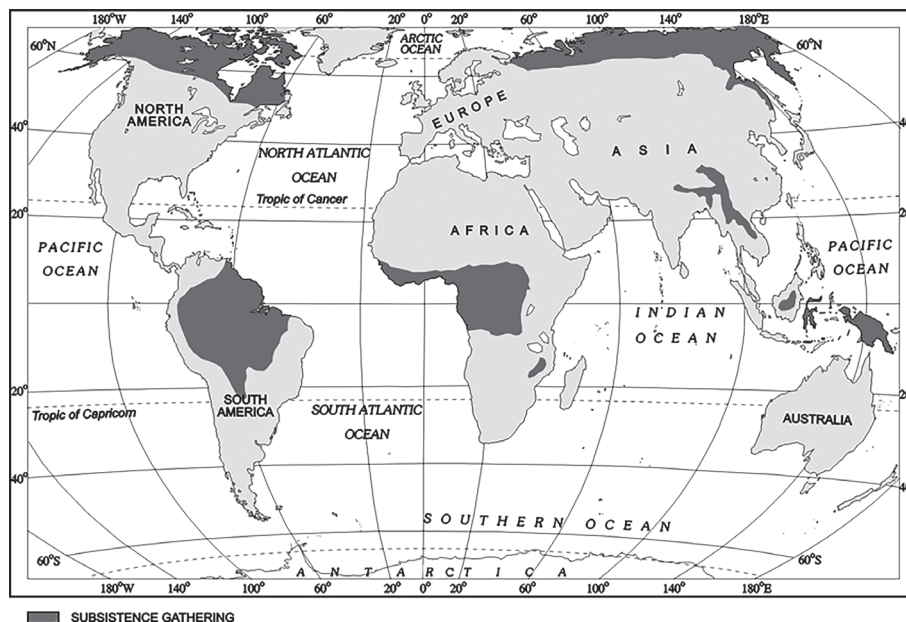 180°W 140° 100° 60° 20° 0° 20° 60° 100° 140° 180°E
60°N
ARCTIC
OCEAN
60°N
NORTH
AMERICA
EUROPE
ASIA
40°
40°
NORTH ATLANTIC
OCEAN
Tropic of Cancer
20°
20°
AFRICA
PACIFIC
OCEAN
PACIFIC
OCEAN
INDIAN
OCEAN
20°
SOUTH
AMERICA
Tropic of Capricorn
SOUTH ATLANTIC
OCEAN
AUSTRALIA
40°
SOUTHERN OCEAN
60°S
60°S
ANTARCTICA
180°W 140° 100° 60° 20° 0° 20° 60° 100° 140° 180°E
SUBSISTENCE GATHERING